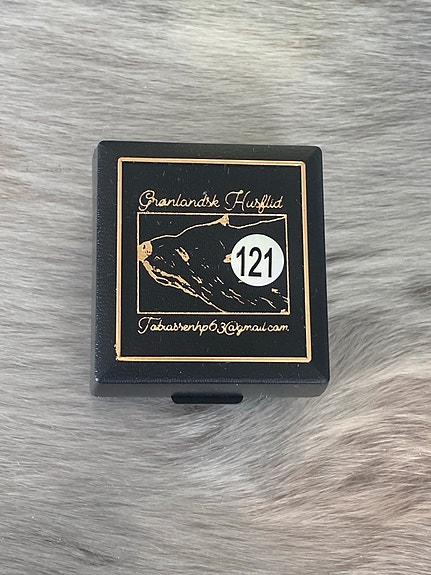 Grønlandsk Husflid
121
Tobiassenhp63@gmail.com